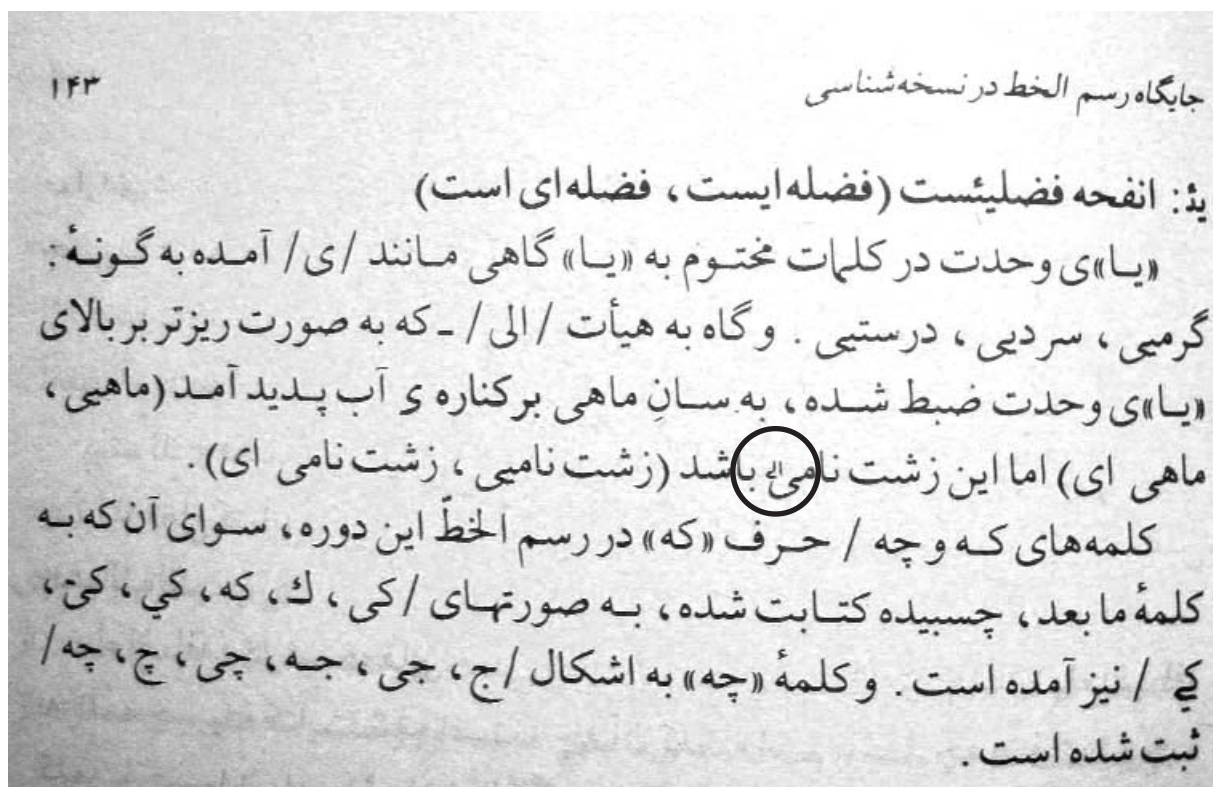 جایگاه رسم الخط در نسخه‌شناسی ۱۴۳
یذ: انفحه فضلیئست (فضله‌ایست، فضله‌ای است)
«یا»ی وحدت در کلمات مختوم به «یا» گاهی مانند /ی/ آمده به گونهٔ:
گرمیی، سردیی، درستیی. و گاه به هیأت /الی/ ـ که به صورت ریزتر بر بالای
«یا»ی وحدت ضبط شده، به سانِ ماهی برکناره ی آب پدید آمد (ماهیی،
ماهی ای) اما این زشت نامی باشد (زشت نامیی، زشت نامی ای).
کلمه‌های که و چه / حرف «که» در رسم الخطّ این دوره، سوای آن که به
کلمهٔ ما بعد، چسبیده کتابت شده، به صورتهای /کی، ك، که، كي، کی،
کے / نیز آمده است. و کلمهٔ «چه» به اشکال /ج، جی، جه، چی، چ، چه/
ثبت شده است.